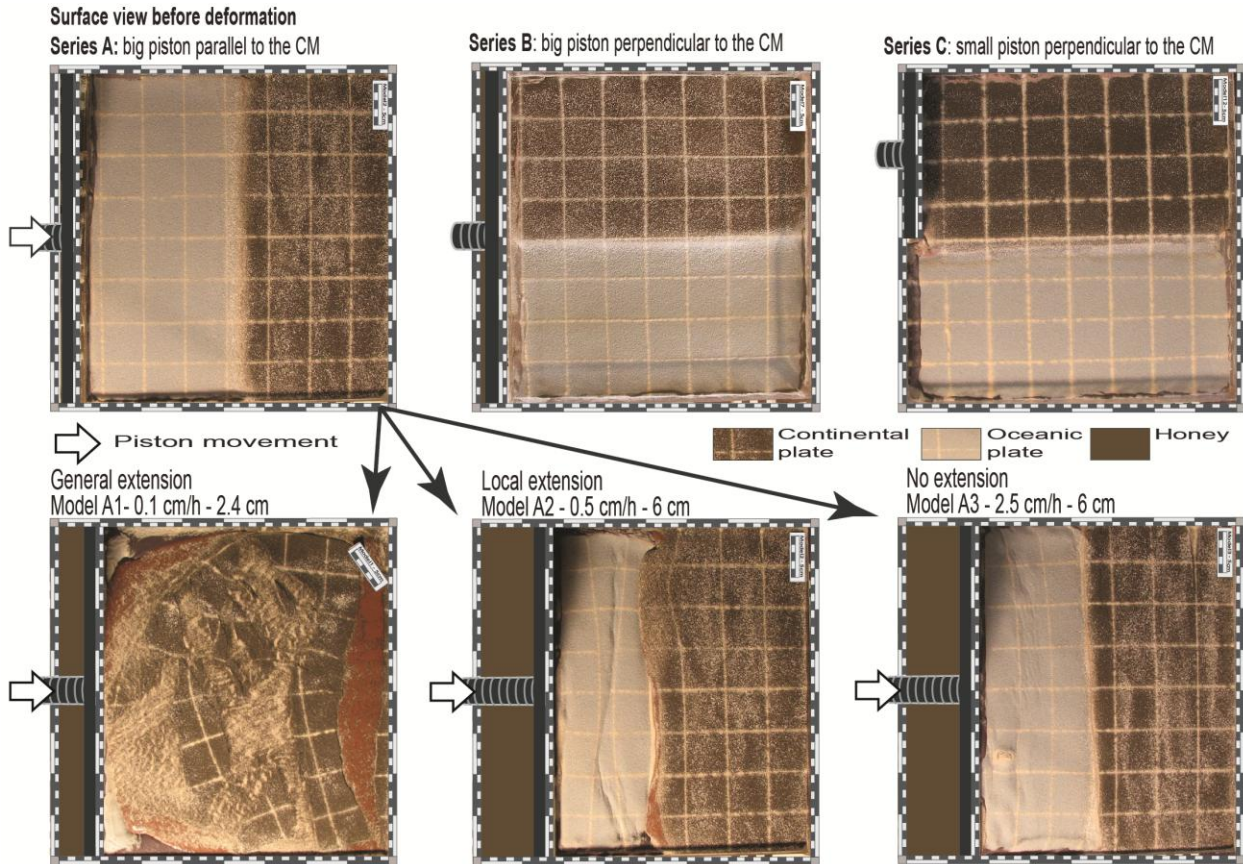 Surface view before deformation
Series A: big piston parallel to the CM
Series B: big piston perpendicular to the CM
Series C: small piston perpendicular to the CM
Piston movement
Continental plate
Oceanic plate
Honey
General extension
Model A1- 0.1 cm/h - 2.4 cm
Local extension
Model A2 - 0.5 cm/h - 6 cm
No extension
Model A3 - 2.5 cm/h - 6 cm